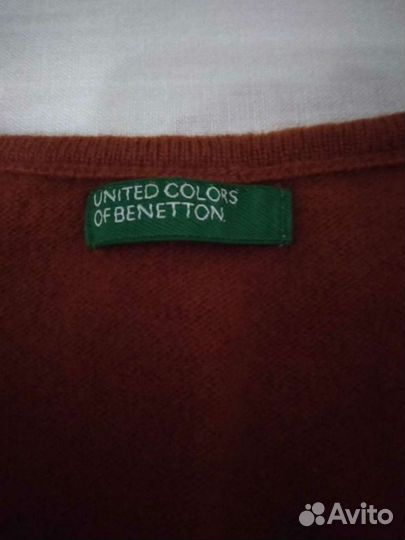 UNITED COLORS
OF BENETTON.
Avito